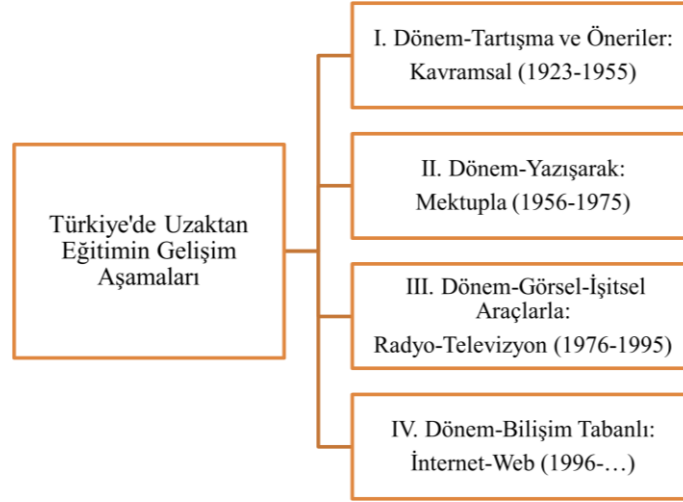 Türkiye'de Uzaktan
Eğitimin Gelişim
Aşamaları
I. Dönem-Tartışma ve Öneriler:
Kavramsal (1923-1955)
II. Dönem-Yazışarak:
Mektupla (1956-1975)
III. Dönem-Görsel-İşitsel
Araçlarla:
Radyo-Televizyon (1976-1995)
IV. Dönem-Bilişim Tabanlı:
İnternet-Web (1996-…)